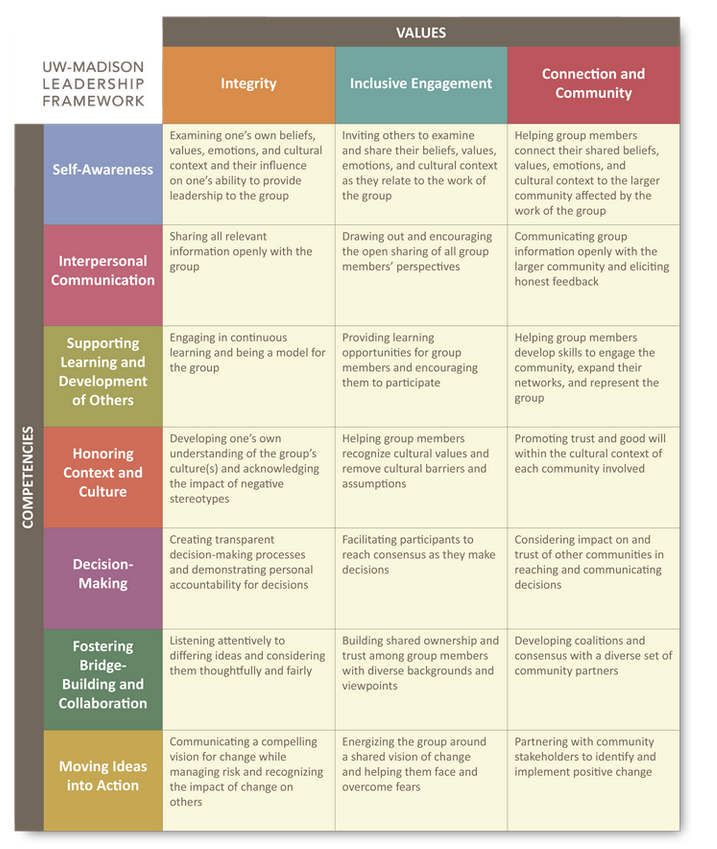 UW-MADISON
LEADERSHIP
FRAMEWORK
VALUES
Integrity
Inclusive Engagement
Connection and
Community
COMPETENCIES
Self-Awareness
Examining one's own beliefs,
values, emotions, and cultural
context and their influence
on one's ability to provide
leadership to the group
Inviting others to examine
and share their beliefs, values,
emotions, and cultural context
as they relate to the work of
the group
Helping group members
connect their shared beliefs,
values, emotions, and
cultural context to the larger
community affected by the
work of the group
Interpersonal
Communication
Sharing all relevant
information openly with the
group
Drawing out and encouraging
the open sharing of all group
members' perspectives
Communicating group
information openly with the
larger community and eliciting
honest feedback
Supporting
Learning and
Development
of Others
Engaging in continuous
learning and being a model for
the group
Providing learning
opportunities for group
members and encouraging
them to participate
Helping group members
develop skills to engage the
community, expand their
networks, and represent the
group
Honoring
Context and
Culture
Developing one's own
understanding of the group's
culture(s) and acknowledging
the impact of negative
stereotypes
Helping group members
recognize cultural values and
remove cultural barriers and
assumptions
Promoting trust and good will
within the cultural context of
each community involved
Decision-
Making
Creating transparent
decision-making processes
and demonstrating personal
accountability for decisions
Facilitating participants to
reach consensus as they make
decisions
Considering impact on and
trust of other communities in
reaching and communicating
decisions
Fostering
Bridge-
Building and
Collaboration
Listening attentively to
differing ideas and considering
them thoughtfully and fairly
Building shared ownership and
trust among group members
with diverse backgrounds and
viewpoints
Developing coalitions and
consensus with a diverse set of
community partners
Moving Ideas
into Action
Communicating a compelling
vision for change while
managing risk and recognizing
the impact of change on
others
Energizing the group around
a shared vision of change
and helping them face and
overcome fears
Partnering with community
stakeholders to identify and
implement positive change